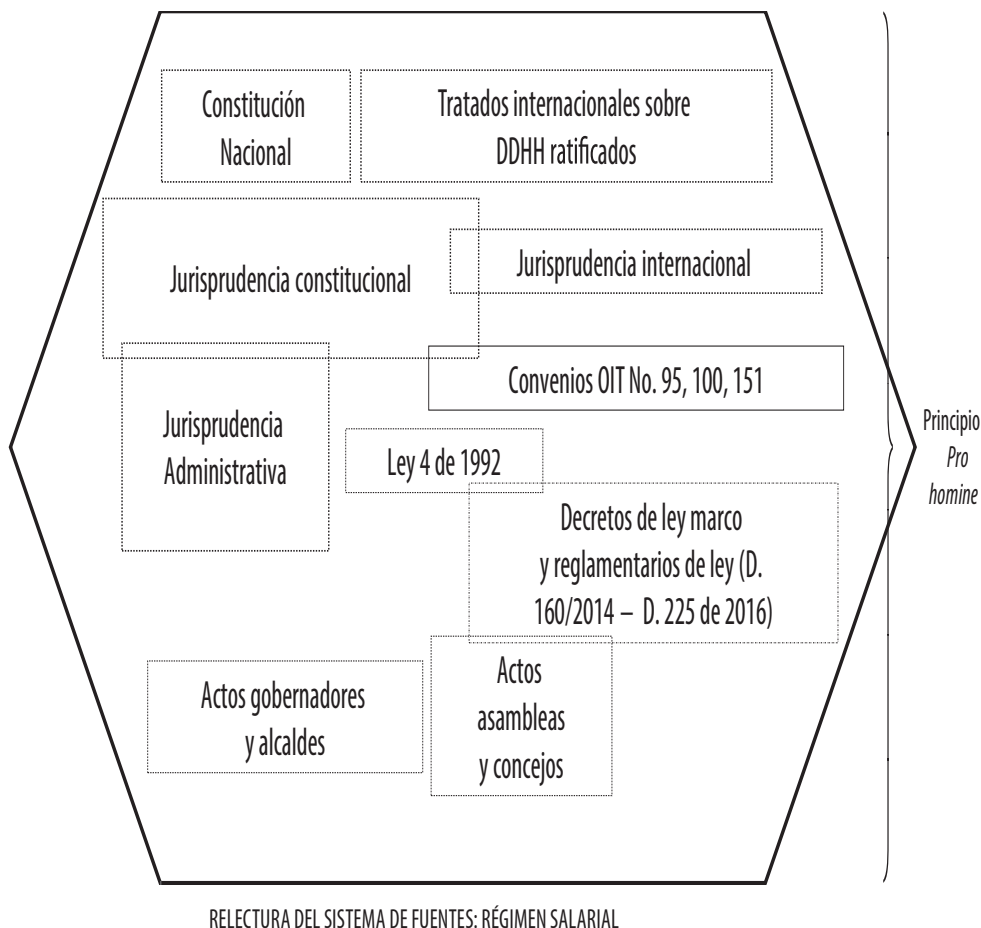 Constitución
Nacional
Tratados internacionales sobre
DDHH ratificados
Jurisprudencia constitucional
Jurisprudencia internacional
Convenios OIT No. 95, 100, 151
Jurisprudencia
Administrativa
Ley 4 de 1992
Principio
Pro
homine
Decretos de ley marco
y reglamentarios de ley (D.
160/2014 – D. 225 de 2016)
Actos gobernadores
y alcaldes
Actos
asambleas
y concejos
RELECTURA DEL SISTEMA DE FUENTES: RÉGIMEN SALARIAL